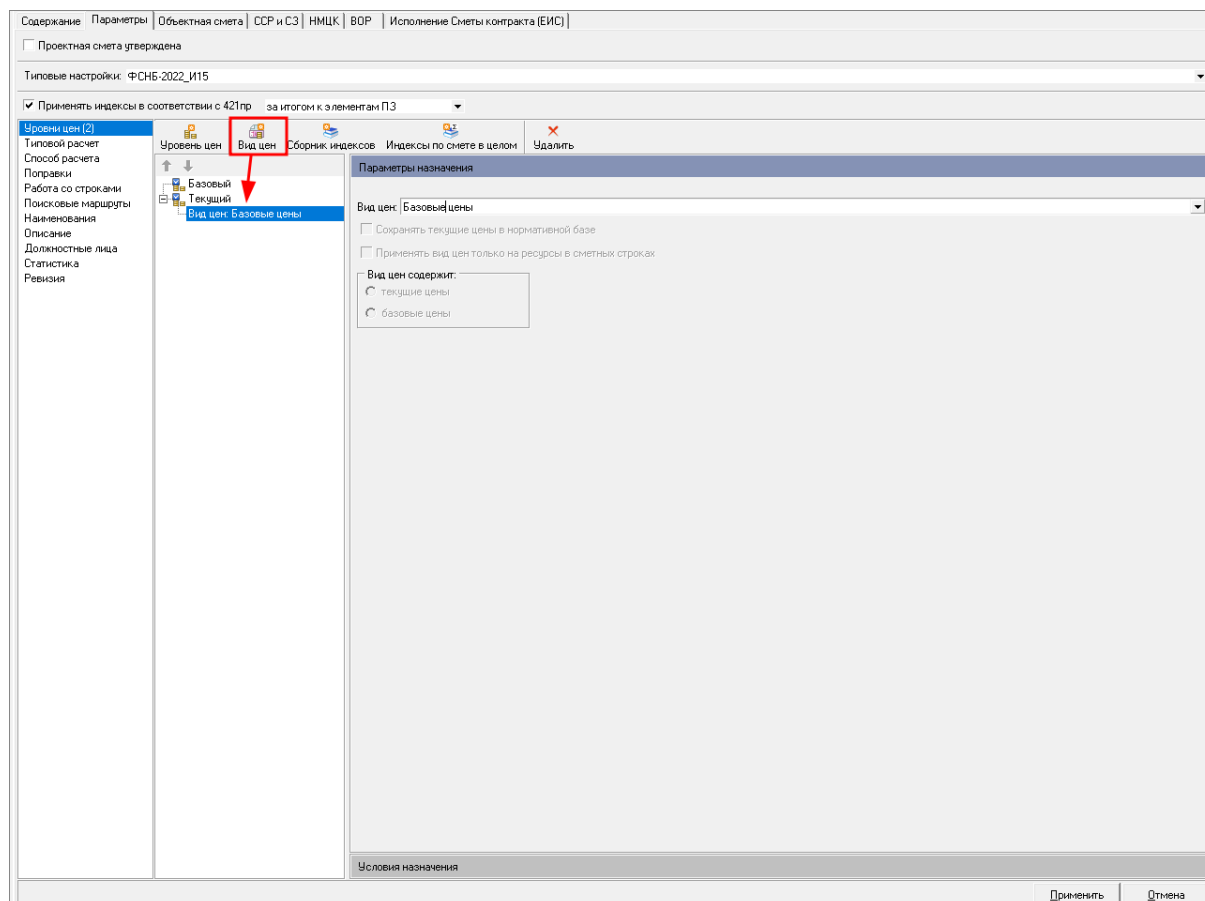 Содержание Параметры Объектная смета ССР и СЗ НМЦК ВОР Исполнение Сметы контракта (ЕИС)
Проектная смета утверждена
Типовые настройки: ФСНБ-2022_И15
Применять индексы в соответствии с 421пр за итогом к элементам ПЗ
Уровни цен (2)
Типовой расчет
Способ расчета
Поправки
Работа со строками
Поисковые маршруты
Наименования
Описание
Должностные лица
Статистика
Ревизия
Уровень цен Вид цен Сборник индексов Индексы по смете в целом Удалить
Базовый
Текущий
Вид цен: Базовые цены
Параметры назначения
Вид цен: Базовые цены
Сохранять текущие цены в нормативной базе
Применять вид цен только на ресурсы в сметных строках
Вид цен содержит:
текущие цены
базовые цены
Условия назначения
Применить Отмена